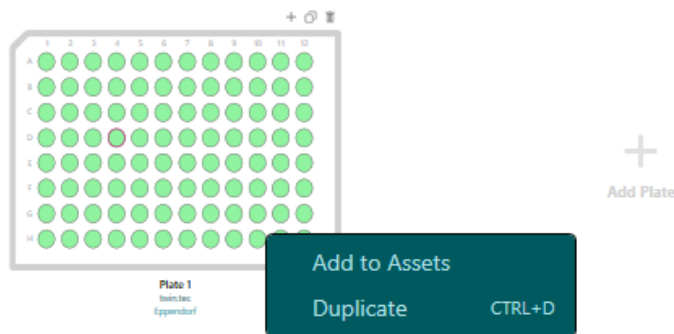 1 2 3 4 5 6 7 8 9 10 11 12
A
B
C
D
E
F
G
H
Add Plate
Add to Assets
Duplicate CTRL+D
Plate 1
twin.tec
Eppendorf